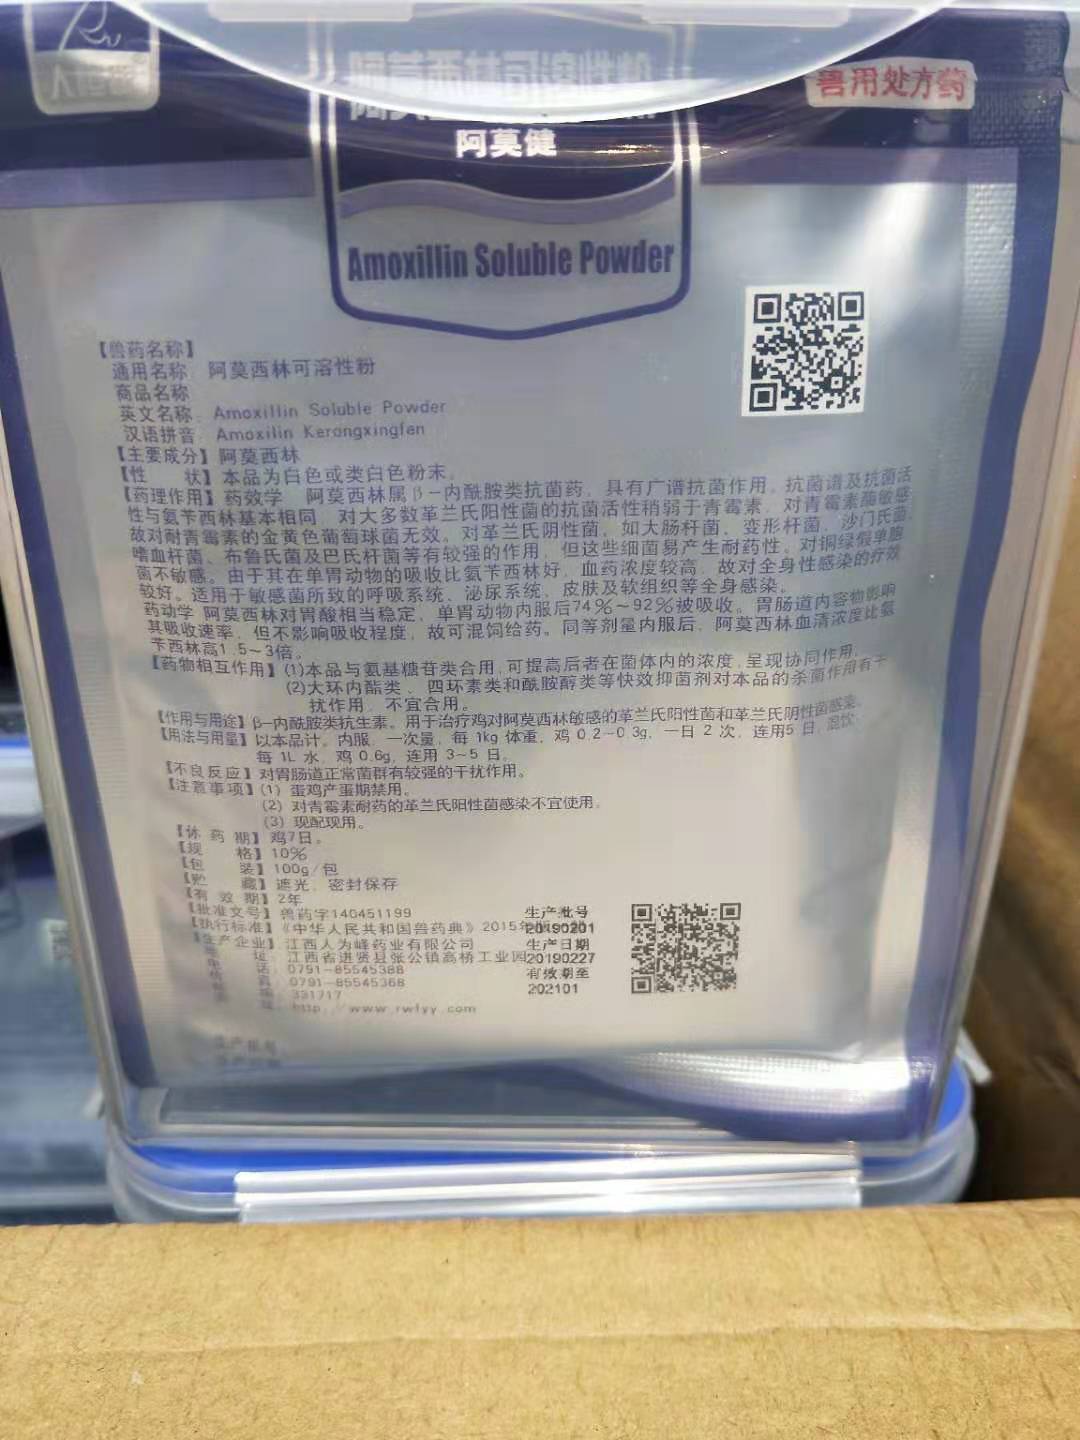 人为峰
兽用处方药
阿莫西林可溶性粉
阿莫健
Amoxillin Soluble Powder
【兽药名称】
通用名称 阿莫西林可溶性粉
商品名称
英文名称: Amoxillin Soluble Powder
汉语拼音 Amoxilin Kerongxingfen
【主要成分】阿莫西林
【性 状】本品为白色或类白色粉末。
【药理作用】药效学 阿莫西林属β-内酰胺类抗菌药，具有广谱抗菌作用，抗菌谱及抗菌活
性与氨苄西林基本相同，对大多数革兰氏阳性菌的抗菌活性稍弱于青霉素，对青霉素酶敏感，
故对耐青霉素的金黄色葡萄球菌无效。对革兰氏阴性菌，如大肠杆菌、变形杆菌、沙门氏菌、
嗜血杆菌、布鲁氏菌及巴氏杆菌等有较强的作用，但这些细菌易产生耐药性。对铜绿假单胞
菌不敏感。由于其在单胃动物的吸收比氨苄西林好，血药浓度较高，故对全身性感染的疗效
较好。适用于敏感菌所致的呼吸系统、泌尿系统、皮肤及软组织等全身感染。
药动学 阿莫西林对胃酸相当稳定，单胃动物内服后74%~92%被吸收。胃肠道内容物影响
其吸收速率，但不影响吸收程度，故可混饲给药。同等剂量内服后，阿莫西林血清浓度比氨
苄西林高1.5~3倍。
【药物相互作用】(1)本品与氨基糖苷类合用,可提高后者在菌体内的浓度,呈现协同作用。
(2)大环内酯类、四环素类和酰胺醇类等快效抑菌剂对本品的杀菌作用有干
扰作用，不宜合用。
【作用与用途】β-内酰胺类抗生素。用于治疗鸡对阿莫西林敏感的革兰氏阳性菌和革兰氏阴性菌感染。
【用法与用量】以本品计。内服，一次量，每 1kg 体重，鸡 0.2~0.3g，一日 2 次，连用5 日，混饮，
每 1L 水，鸡 0.6g，连用 3~5 日。
【不良反应】对胃肠道正常菌群有较强的干扰作用。
【注意事项】(1) 蛋鸡产蛋期禁用。
(2) 对青霉素耐药的革兰氏阳性菌感染不宜使用。
(3) 现配现用。
【休 药 期】鸡7日。
【规 格】10%
【包 装】100g/包
【贮 藏】遮光，密封保存
【有 效 期】2年
【批准文号】兽药字140451199
【执行标准】《中华人民共和国兽药典》2015年版
【生产企业】江西人为峰药业有限公司
址: 江西省进贤县张公镇高桥工业园
话: 0791-85545388
真: 0791-85545368
编: 331717
址: http://www.rwfyy.com
生产批号
20190201
生产日期
20190227
有效期至
202101
生产批号